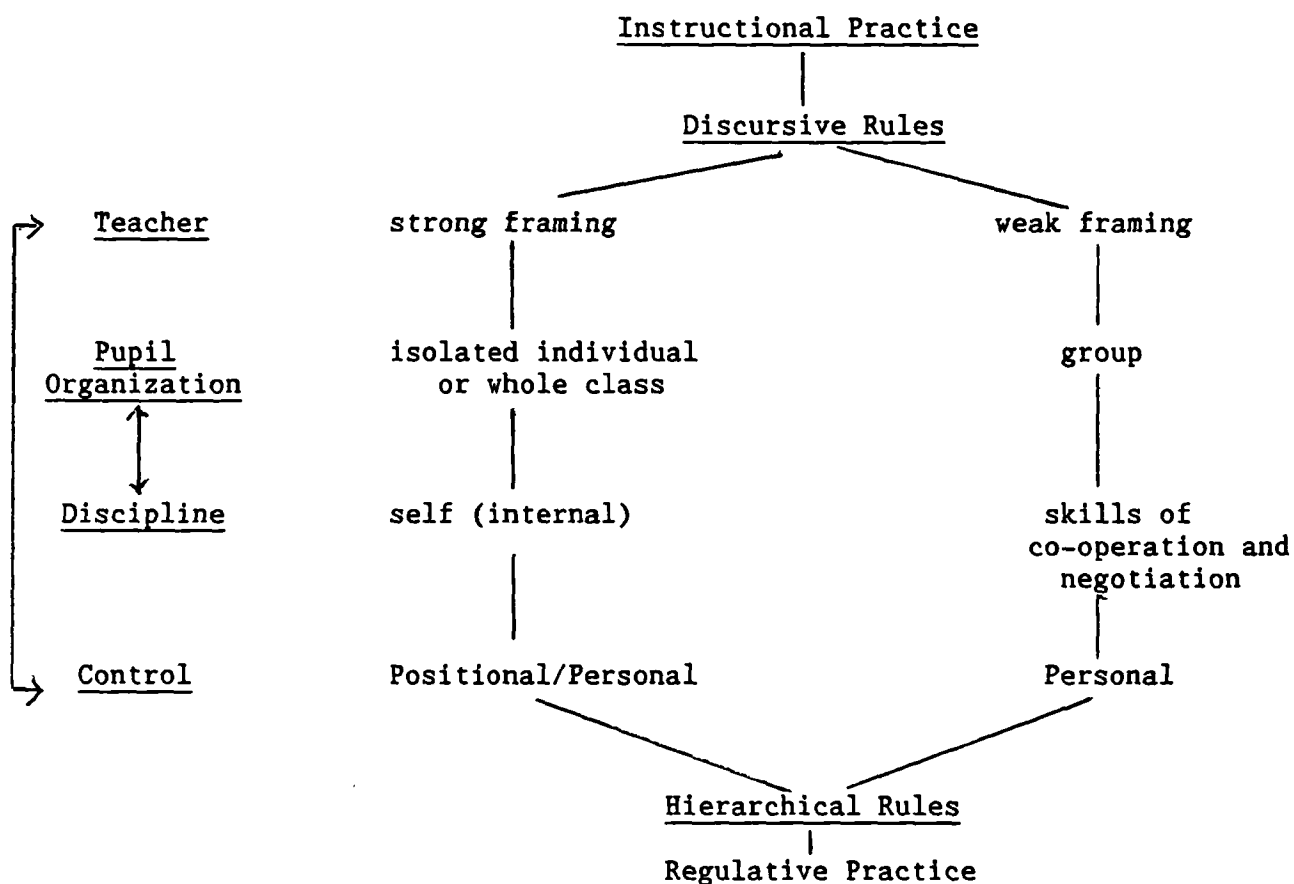 Instructional Practice
Discursive Rules
Teacher strong framing weak framing
Pupil isolated individual group
Organization or whole class
Discipline self (internal) skills of
co-operation and
negotiation
Control Positional/Personal Personal
Hierarchical Rules
Regulative Practice